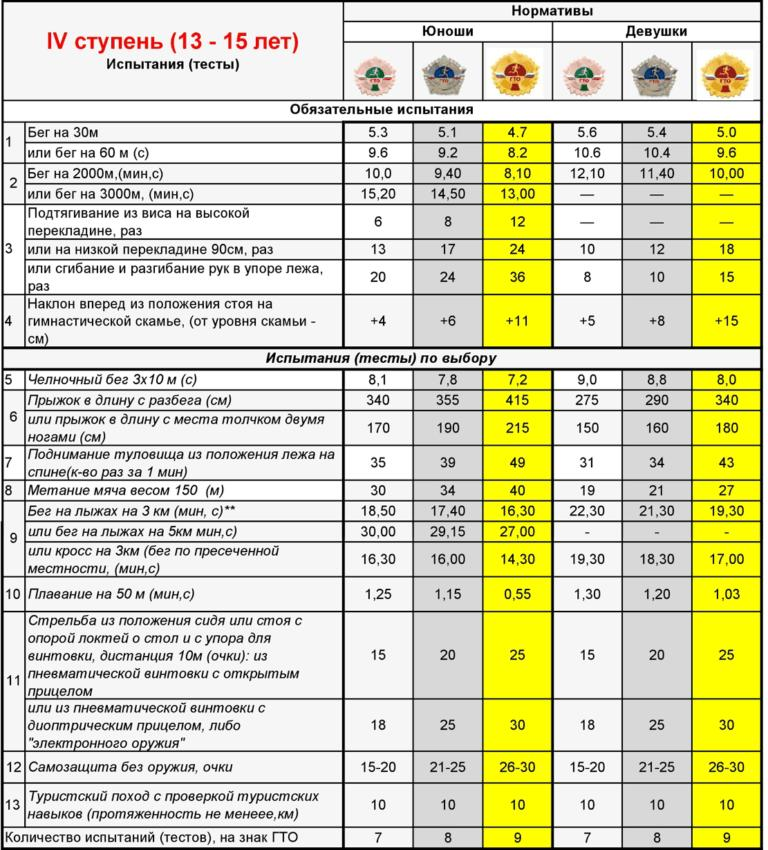 IV ступень (13 - 15 лет)
Испытания (тесты)
Нормативы
Юноши Девушки
ГТО ГТО ГТО ГТО ГТО ГТО
Обязательные испытания
1 Бег на 30м 5.3 5.1 4.7 5.6 5.4 5.0
или бег на 60 м (с) 9.6 9.2 8.2 10.6 10.4 9.6
2 Бег на 2000м,(мин,с) 10,0 9,40 8,10 12,10 11,40 10,00
или бег на 3000м, (мин,с) 15,20 14,50 13,00 — — —
3 Подтягивание из виса на высокой
перекладине, раз 6 8 12 — — —
или на низкой перекладине 90см, раз 13 17 24 10 12 18
или сгибание и разгибание рук в упоре лежа,
раз 20 24 36 8 10 15
4 Наклон вперед из положения стоя на
гимнастической скамье, (от уровня скамьи -
см) +4 +6 +11 +5 +8 +15
Испытания (тесты) по выбору
5 Челночный бег 3х10 м (с) 8,1 7,8 7,2 9,0 8,8 8,0
6 Прыжок в длину с разбега (см) 340 355 415 275 290 340
или прыжок в длину с места толчком двумя
ногами (см) 170 190 215 150 160 180
7 Поднимание туловища из положения лежа на
спине(к-во раз за 1 мин) 35 39 49 31 34 43
8 Метание мяча весом 150 (м) 30 34 40 19 21 27
9 Бег на лыжах на 3 км (мин, с)** 18,50 17,40 16,30 22,30 21,30 19,30
или бег на лыжах на 5км мин,с) 30,00 29,15 27,00 - - -
или кросс на 3км (бег по пресеченной
местности, (мин,с) 16,30 16,00 14,30 19,30 18,30 17,00
10 Плавание на 50 м (мин,с) 1,25 1,15 0,55 1,30 1,20 1,03
11 Стрельба из положения сидя или стоя с
опорой локтей о стол и с упора для
винтовки, дистанция 10м (очки): из
пневматической винтовки с открытым
прицелом 15 20 25 15 20 25
или из пневматической винтовки с
диоптрическим прицелом, либо
"электронного оружия" 18 25 30 18 25 30
12 Самозащита без оружия, очки 15-20 21-25 26-30 15-20 21-25 26-30
13 Туристский поход с проверкой туристских
навыков (протяженность не менеее,км) 10 10 10 10 10 10
Количество испытаний (тестов), на знак ГТО 7 8 9 7 8 9